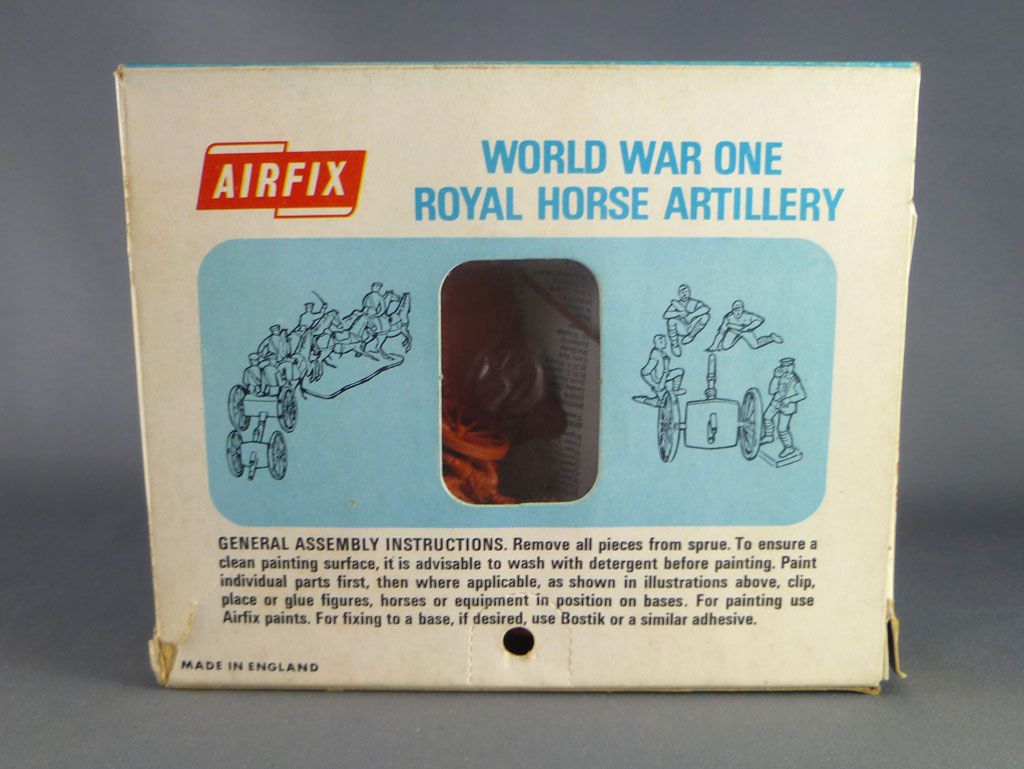 AIRFIX
WORLD WAR ONE
ROYAL HORSE ARTILLERY
GENERAL ASSEMBLY INSTRUCTIONS. Remove all pieces from sprue. To ensure a
clean painting surface, it is advisable to wash with detergent before painting. Paint
individual parts first, then where applicable, as shown in illustrations above, clip,
place or glue figures, horses or equipment in position on bases. For painting use
Airfix paints. For fixing to a base, if desired, use Bostik or a similar adhesive.
MADE IN ENGLAND